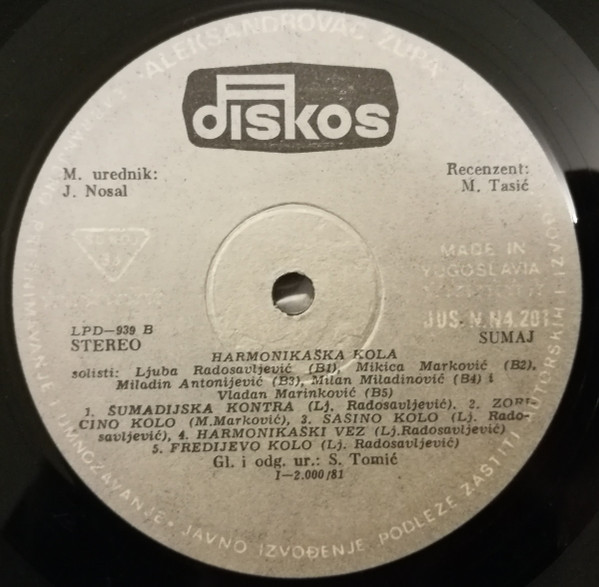 "ALEKSANDROVAC ŽUPA"
diskos
M. urednik:
J. Nosal
Recenzent:
M. Tasić
MADE IN
YUGOSLAVIA
JUS. N.N4.201
LPD—939 B
STEREO
SUMAJ
HARMONIKAŠKA KOLA
solisti: Ljuba Radosavljević (B1), Mikica Marković (B2),
Miladin Antonijević (B3), Milan Miladinović (B4) i
Vladan Marinković (B5)
1. ŠUMADIJSKA KONTRA (Lj. Radosavljević), 2. ZORI-
CINO KOLO (M.Marković), 3. SAŠINO KOLO (Lj. Rado-
savljević), 4. HARMONIKAŠKI VEZ (Lj.Radosavljević)
5. FREDIJEVO KOLO (Lj. Radosavljević)
Gl. i odg. ur.: S. Tomić
I—2.000/81
UMNOŽAVANJE • JAVNO IZVOĐENJE PODLEŽE ZAŠTITI AUTORSKIH